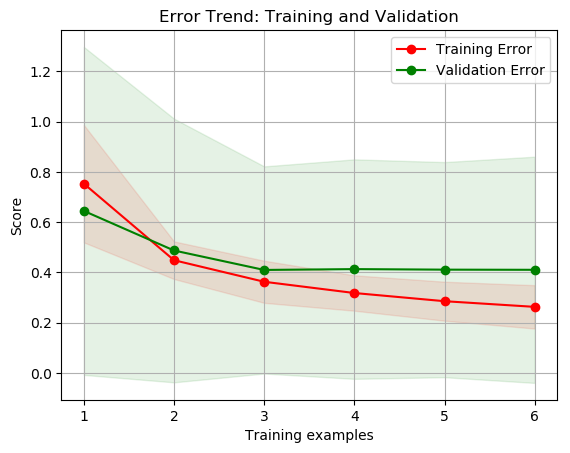 Error Trend: Training and Validation
Training Error
Validation Error
Score
1.2
1.0
0.8
0.6
0.4
0.2
0.0
1 2 3 4 5 6
Training examples